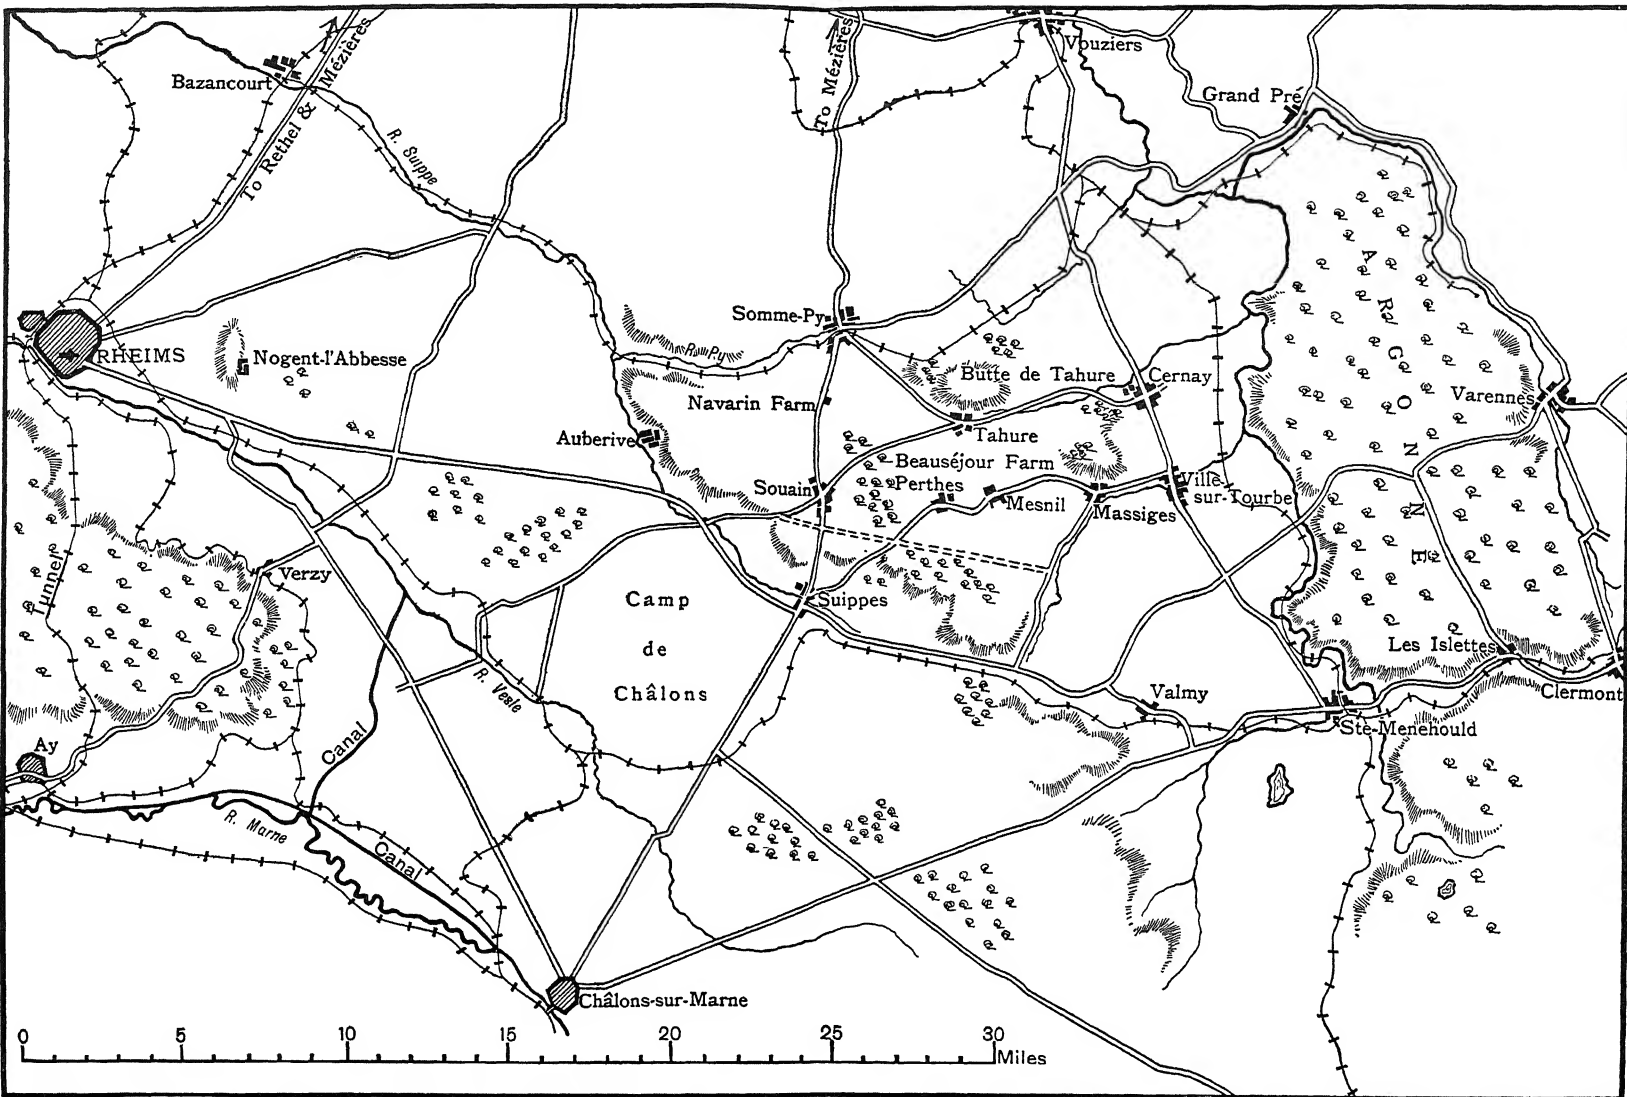 Vouziers
Bazancourt
To Rethel & Mézières
To Mézières
Grand Pré
R. Suippe
ARGONNE
Somme-Py
R. Py
RHEIMS
Nogent-l'Abbesse
Butte de Tahure
Cernay
Navarin Farm
Varennes
Auberive
Tahure
Beauséjour Farm
Souain
Perthes
Mesnil
Massiges
Ville
sur-Tourbe
Tunnel
Verzy
Camp
de
Châlons
Suippes
Les Islettes
Clermont
R. Vesle
Valmy
Ste-Menehould
Ay
Canal
R. Marne
Canal
Châlons-sur-Marne
0 5 10 15 20 25 30
Miles